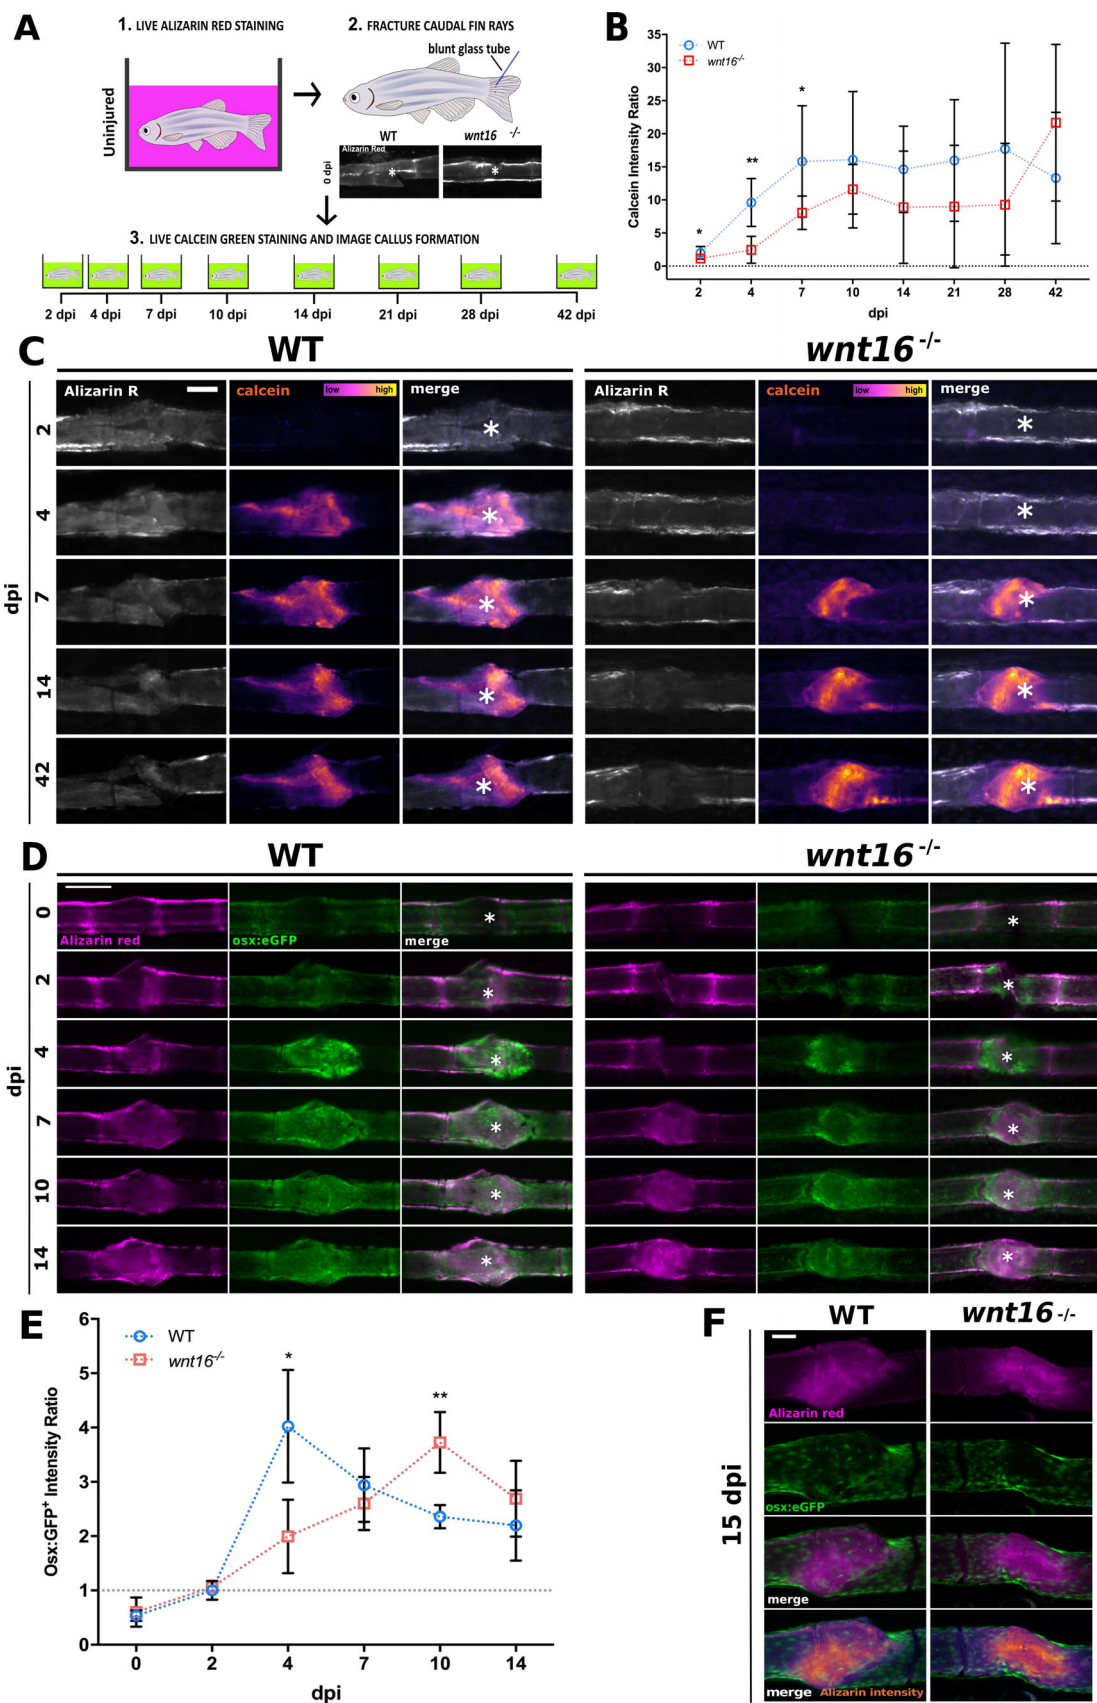 A
1. LIVE ALIZARIN RED STAINING
2. FRACTURE CAUDAL FIN RAYS
blunt glass tube
Uninjured
WT
wnt16 -/-
Alizarin Red
*
*
0 dpi
3. LIVE CALCEIN GREEN STAINING AND IMAGE CALLUS FORMATION
2 dpi 4 dpi 7 dpi 10 dpi 14 dpi 21 dpi 28 dpi 42 dpi
B
WT
wnt16-/-
Calcein Intensity Ratio
35
30
25
20
15
10
5
0
*
**
*
2 4 7 10 14 21 28 42
dpi
C
WT
wnt16 -/-
Alizarin R
calcein
low high
merge
Alizarin R
calcein
low high
merge
dpi
2
*
*
4
*
*
7
*
*
14
*
*
42
*
*
D
WT
wnt16 -/-
dpi
0
Alizarin red
osx:eGFP
merge
*
*
2
*
*
4
*
*
7
*
*
10
*
*
14
*
*
E
WT
wnt16-/-
Osx:GFP+ Intensity Ratio
6
5
4
3
2
1
0
*
**
0 2 4 7 10 14
dpi
F
WT
wnt16 -/-
15 dpi
Alizarin red
osx:eGFP
merge
merge Alizarin intensity